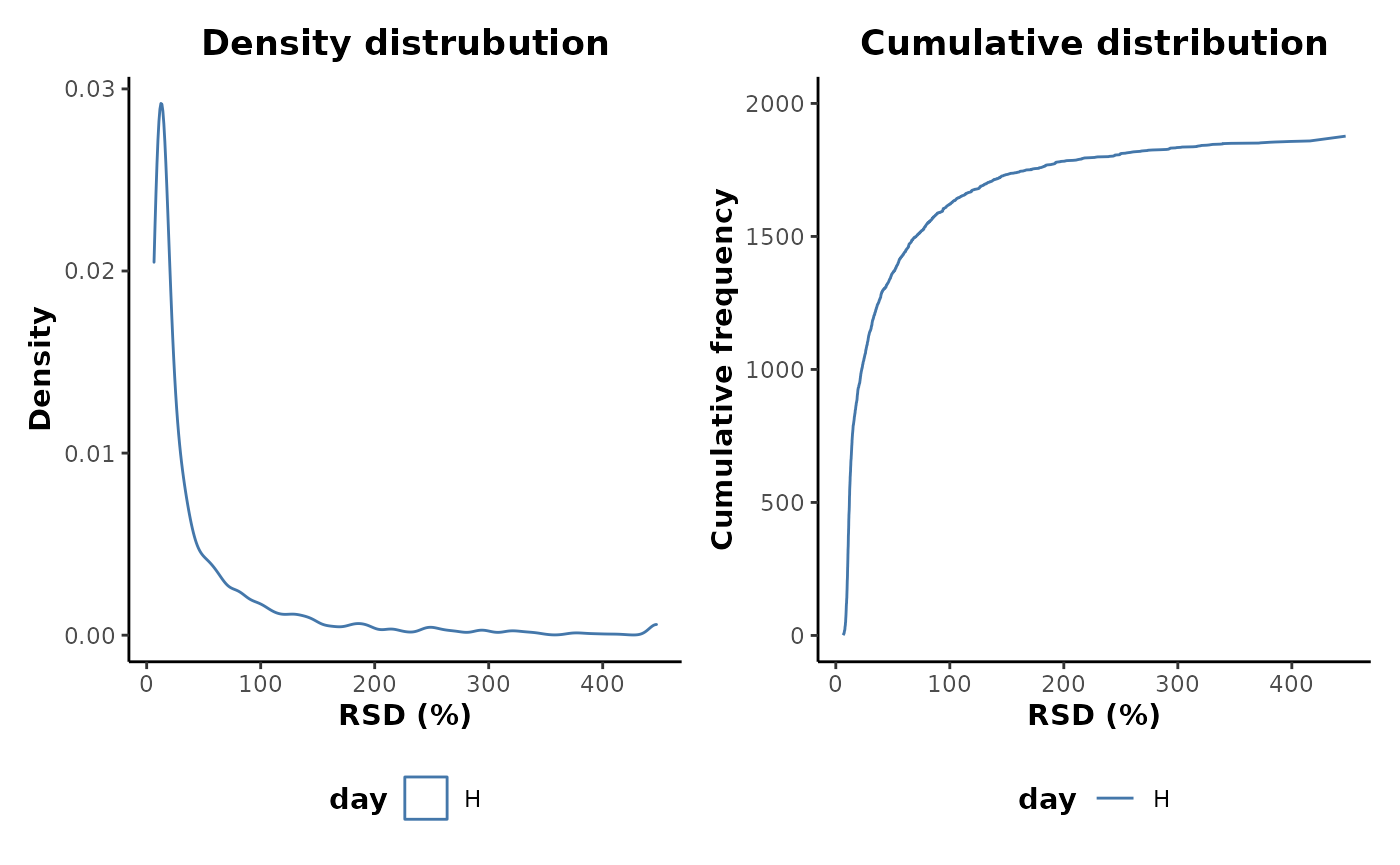 Density distrubution
0.03
0.02
0.01
0.00
Density
0 100 200 300 400
RSD (%)
day H
Cumulative distribution
2000
1500
1000
500
0
Cumulative frequency
0 100 200 300 400
RSD (%)
day H